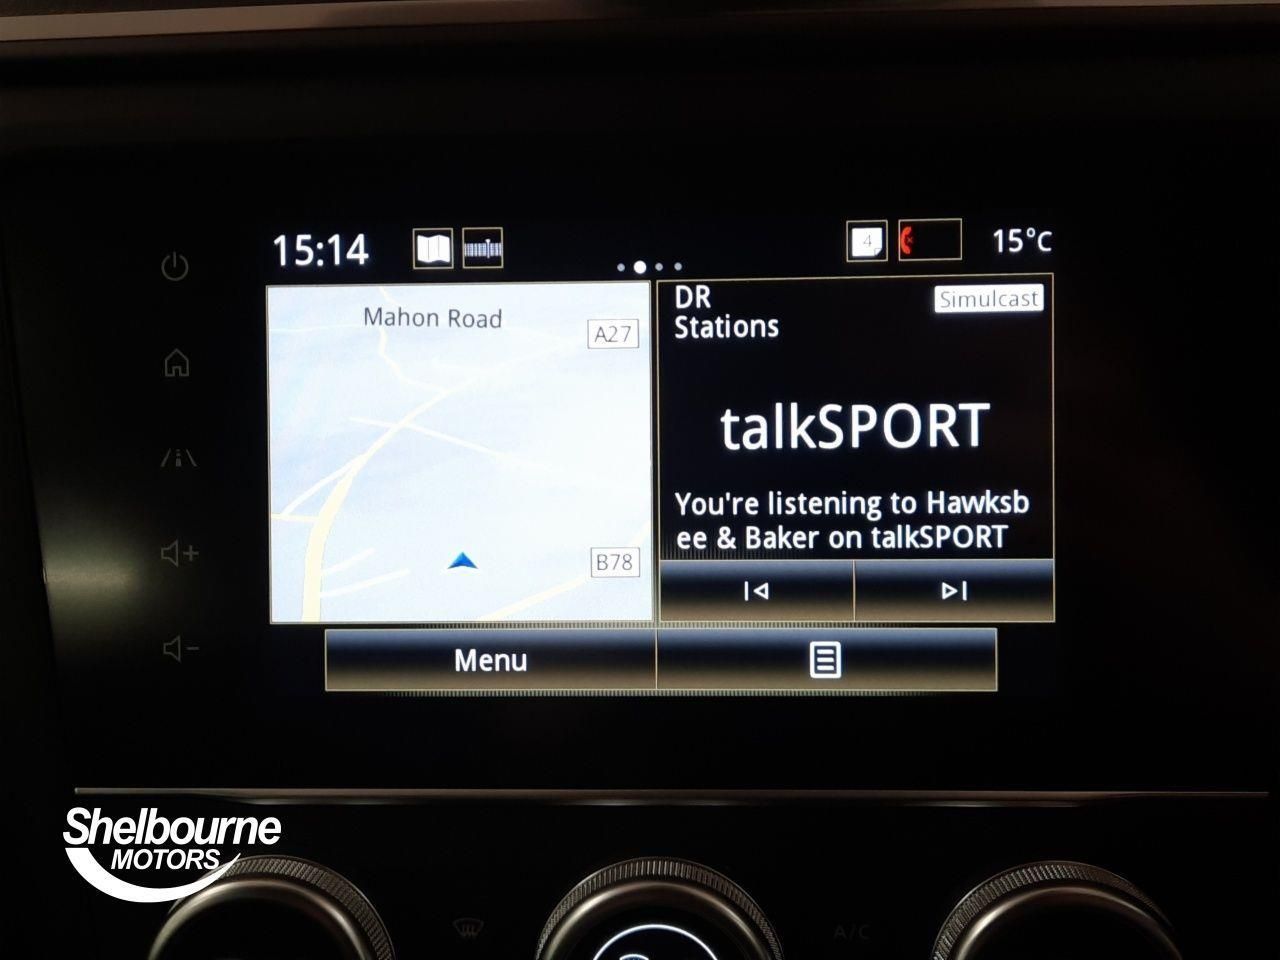 15:14
4
15°C
Mahon Road
A27
B78
DR
Stations
Simulcast
talkSPORT
You're listening to Hawksb
ee & Baker on talkSPORT
Menu
Shelbourne
MOTORS
A/C